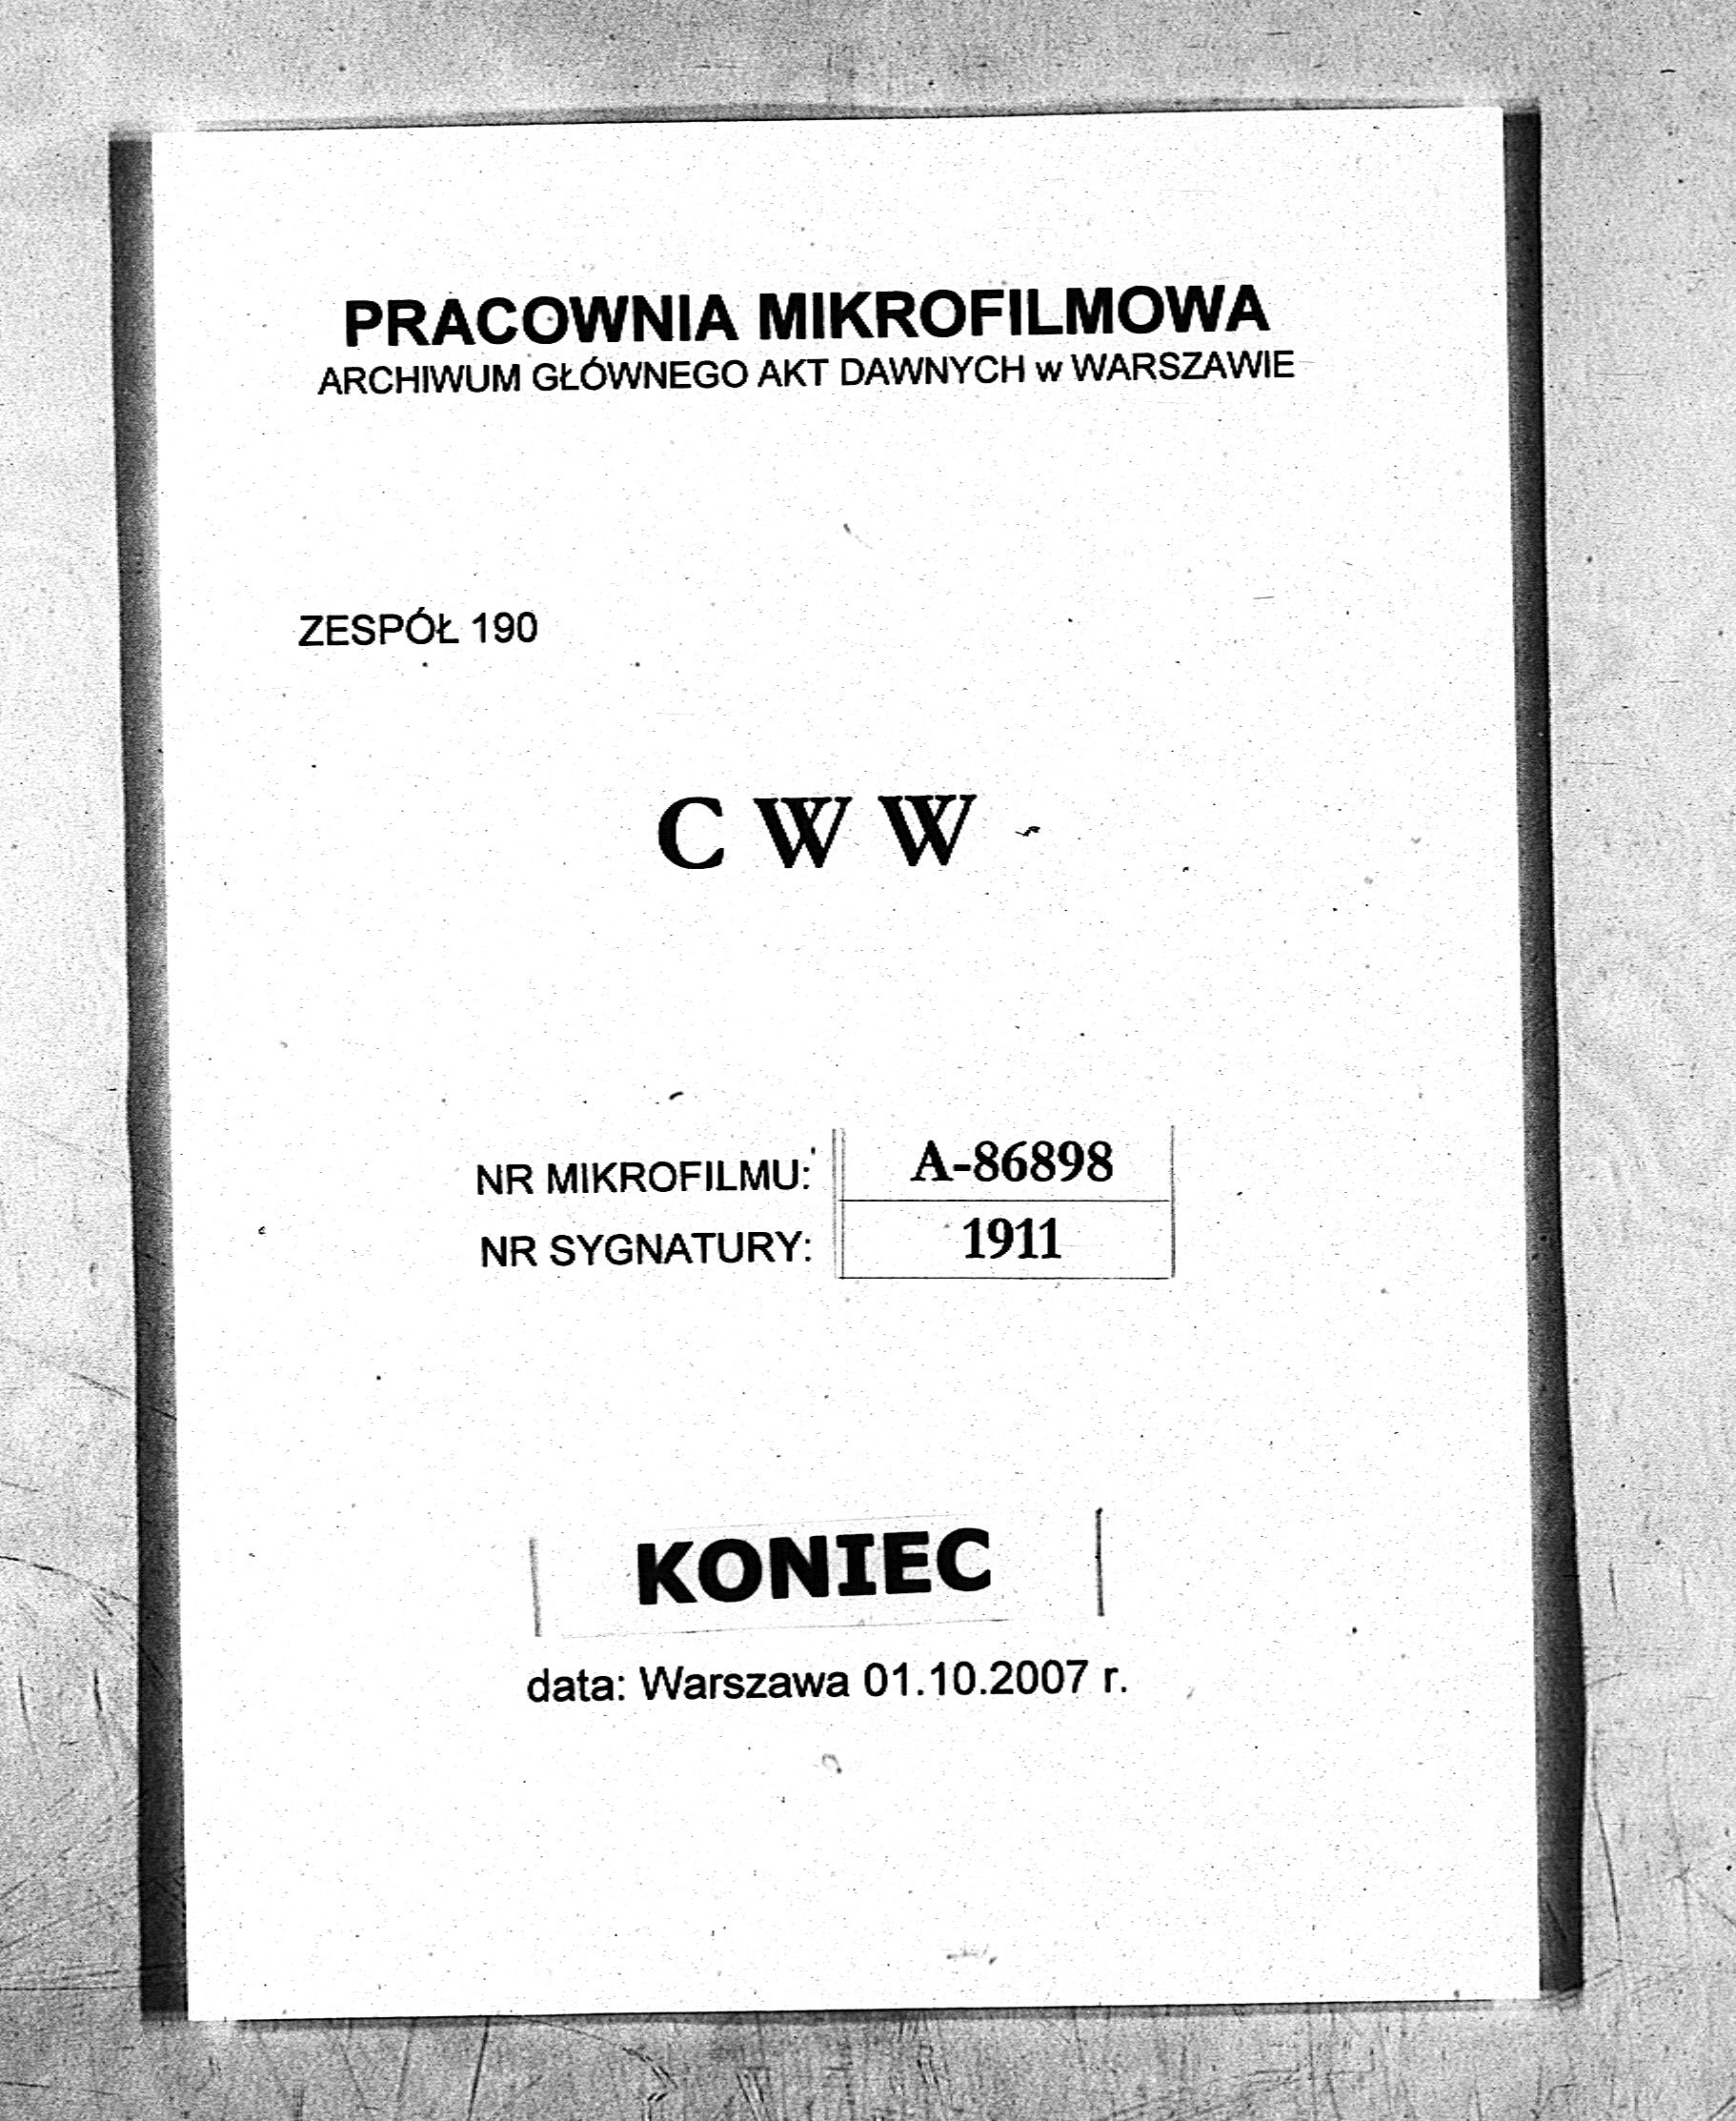 PRACOWNIA MIKROFILMOWA
ARCHIWUM GŁÓWNEGO AKT DAWNYCH w WARSZAWIE
ZESPÓŁ 190
C W W
NR MIKROFILMU: A-86898
NR SYGNATURY: 1911
KONIEC
data: Warszawa 01.10.2007 r.